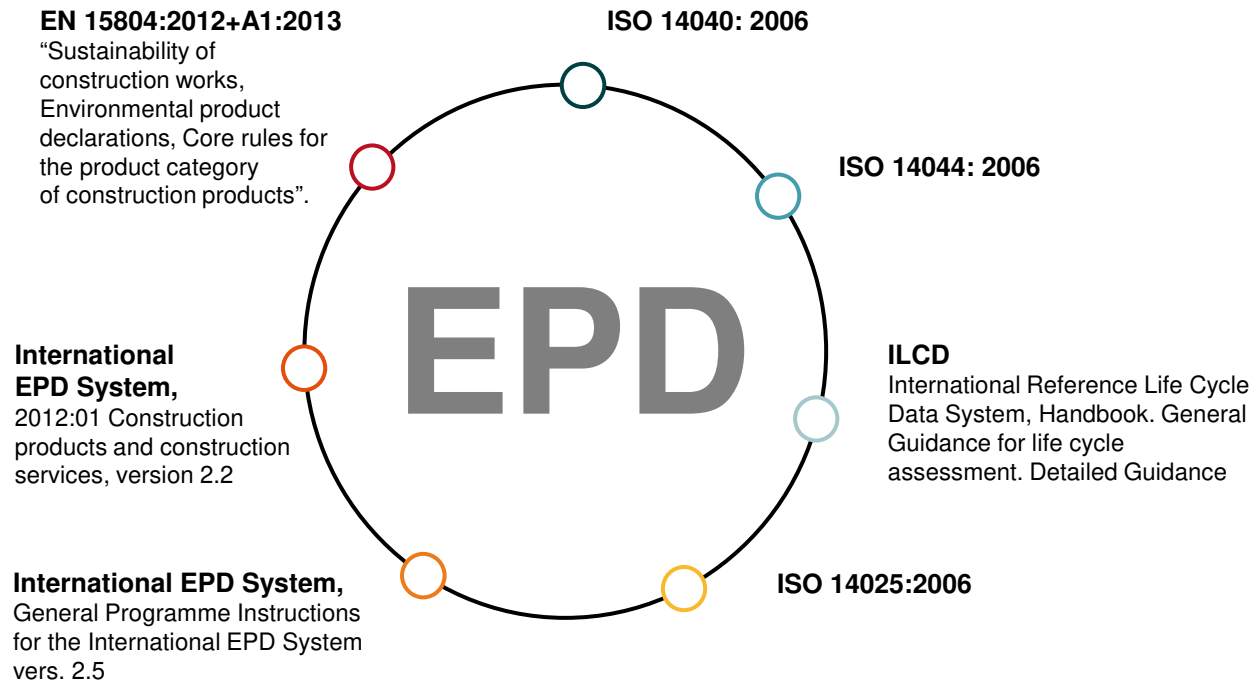 EN 15804:2012+A1:2013
“Sustainability of
construction works,
Environmental product
declarations, Core rules for
the product category
of construction products”.
ISO 14040: 2006
ISO 14044: 2006
EPD
International
EPD System,
2012:01 Construction
products and construction
services, version 2.2
ILCD
International Reference Life Cycle
Data System, Handbook. General
Guidance for life cycle
assessment. Detailed Guidance
International EPD System,
General Programme Instructions
for the International EPD System
vers. 2.5
ISO 14025:2006